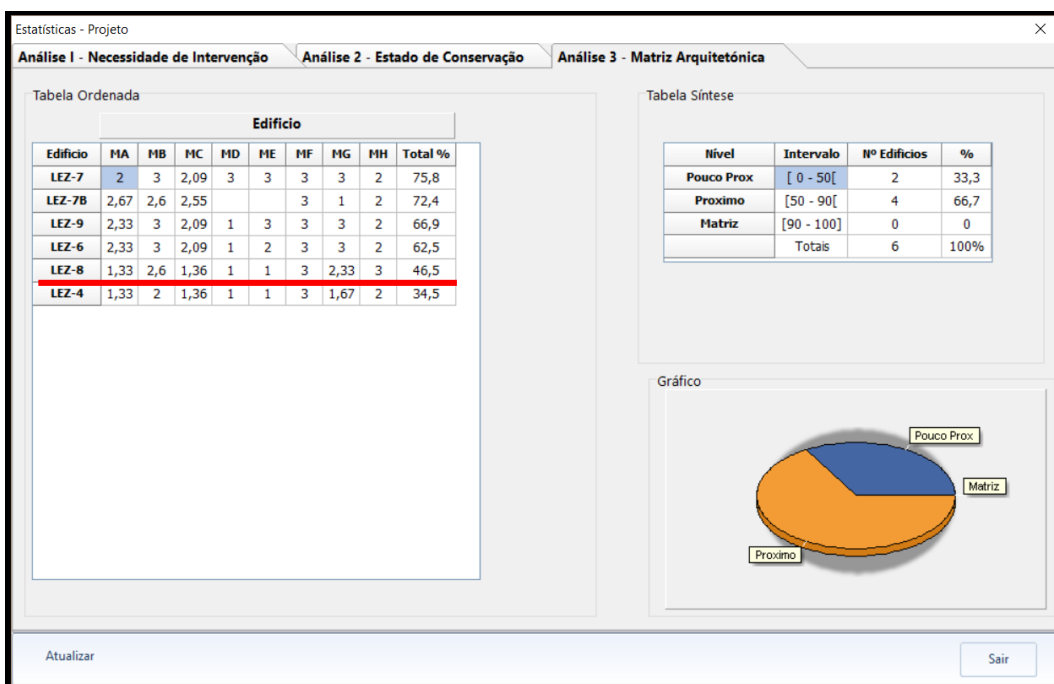 Estatísticas - Projeto
Análise I - Necessidade de Intervenção Análise 2 - Estado de Conservação Análise 3 - Matriz Arquitetónica
Tabela Ordenada
Edificio
Edificio MA MB MC MD ME MF MG MH Total %
LEZ-7 2 3 2,09 3 3 3 3 2 75,8
LEZ-7B 2,67 2,6 2,55 3 1 2 72,4
LEZ-9 2,33 3 2,09 1 3 3 3 2 66,9
LEZ-6 2,33 3 2,09 1 2 3 3 2 62,5
LEZ-8 1,33 2,6 1,36 1 1 3 2,33 3 46,5
LEZ-4 1,33 2 1,36 1 1 3 1,67 2 34,5
Tabela Síntese
Nível Intervalo Nº Edificios %
Pouco Prox [ 0 - 50[ 2 33,3
Proximo [50 - 90[ 4 66,7
Matriz [90 - 100] 0 0
Totais 6 100%
Gráfico
Pouco Prox
Matriz
Proximo
Atualizar
Sair